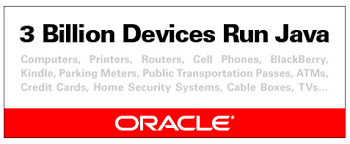 3 Billion Devices Run Java
Computers, Printers, Routers, Cell Phones, BlackBerry,
Kindle, Parking Meters, Public Transportation Passes, ATMs,
Credit Cards, Home Security Systems, Cable Boxes, TVs...
ORACLE®